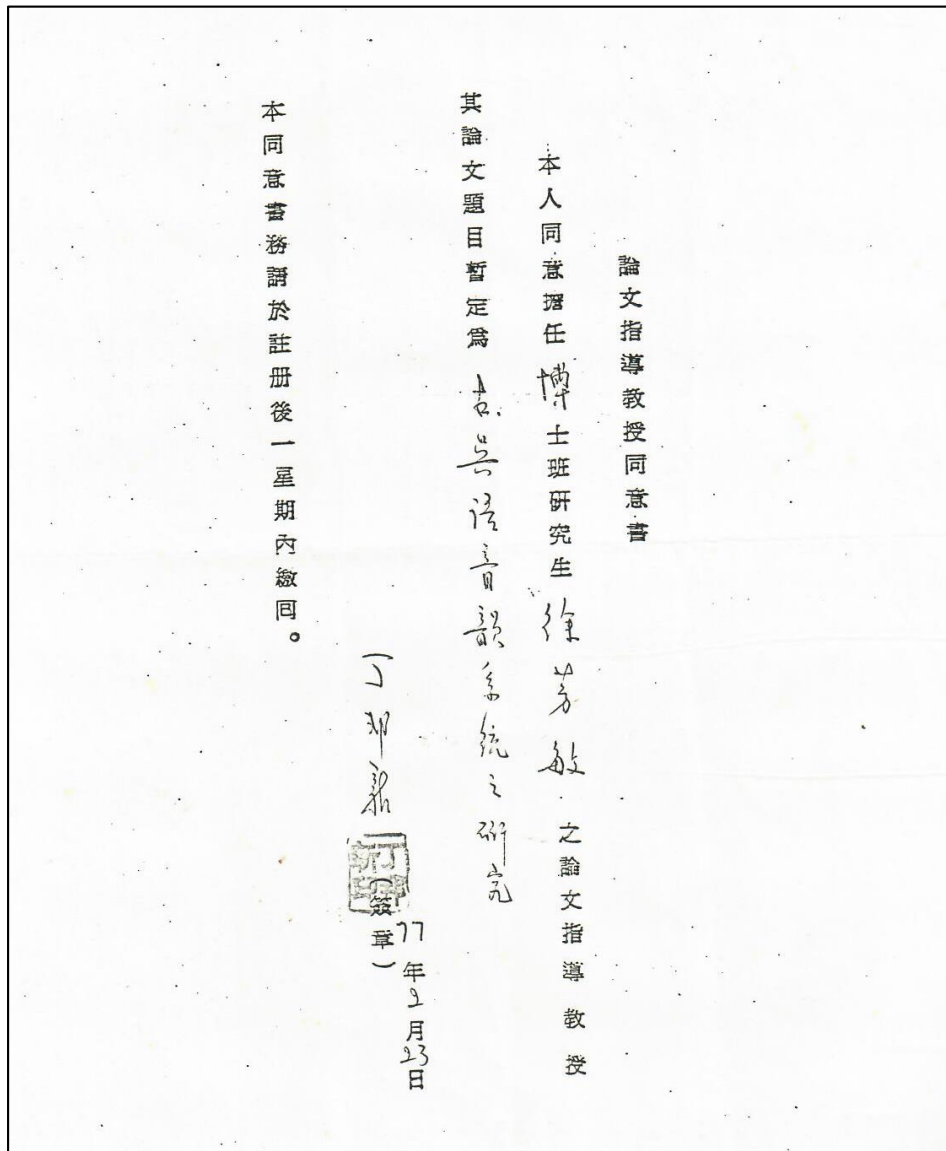 論文指導教授同意書
本人同意擔任博士班研究生徐芳敏之論文指導教授
其論文題目暫定爲古吳語音韻系統之研究
丁邦新(簽章)
77年2月23日
本同意書務請於註册後一星期內繳回。